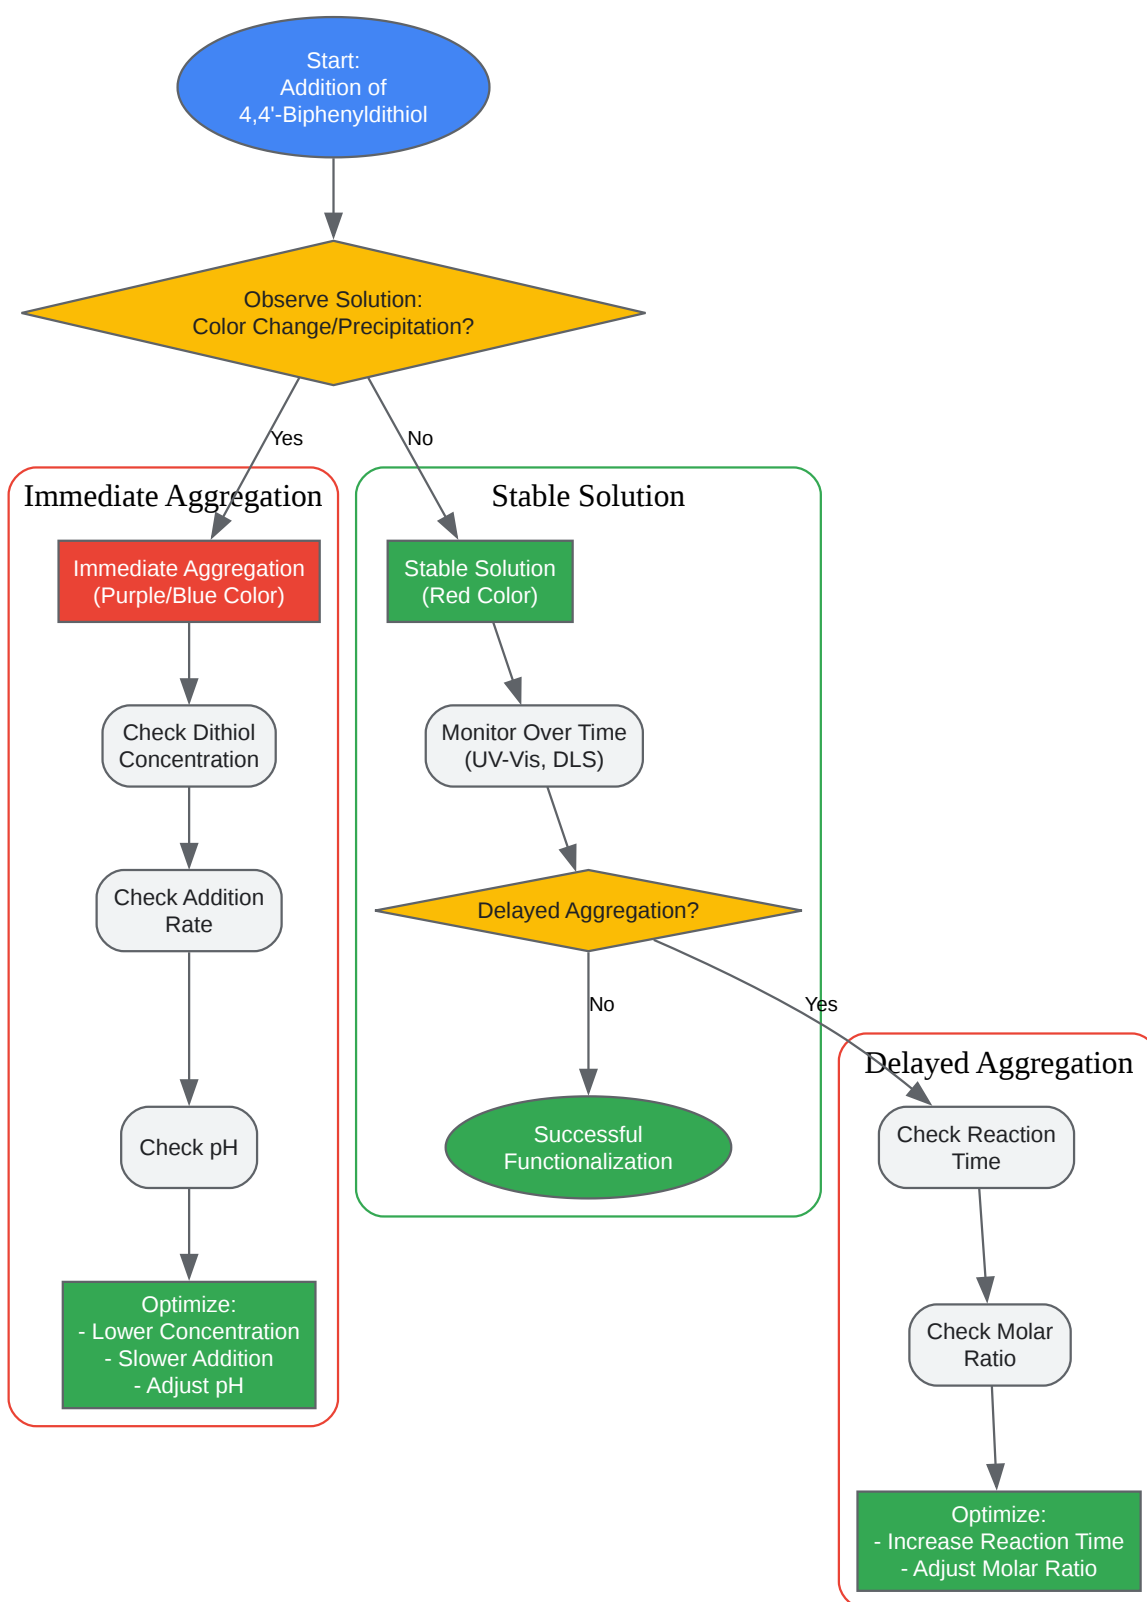 Start:
Addition of
4,4'-Biphenyldithiol
Observe Solution:
Color Change/Precipitation?
Yes
No
Immediate Aggregation
Immediate Aggregation
(Purple/Blue Color)
Check Dithiol
Concentration
Check Addition
Rate
Check pH
Optimize:
- Lower Concentration
- Slower Addition
- Adjust pH
Stable Solution
Stable Solution
(Red Color)
Monitor Over Time
(UV-Vis, DLS)
Delayed Aggregation?
No
Yes
Successful
Functionalization
Delayed Aggregation
Check Reaction
Time
Check Molar
Ratio
Optimize:
- Increase Reaction Time
- Adjust Molar Ratio